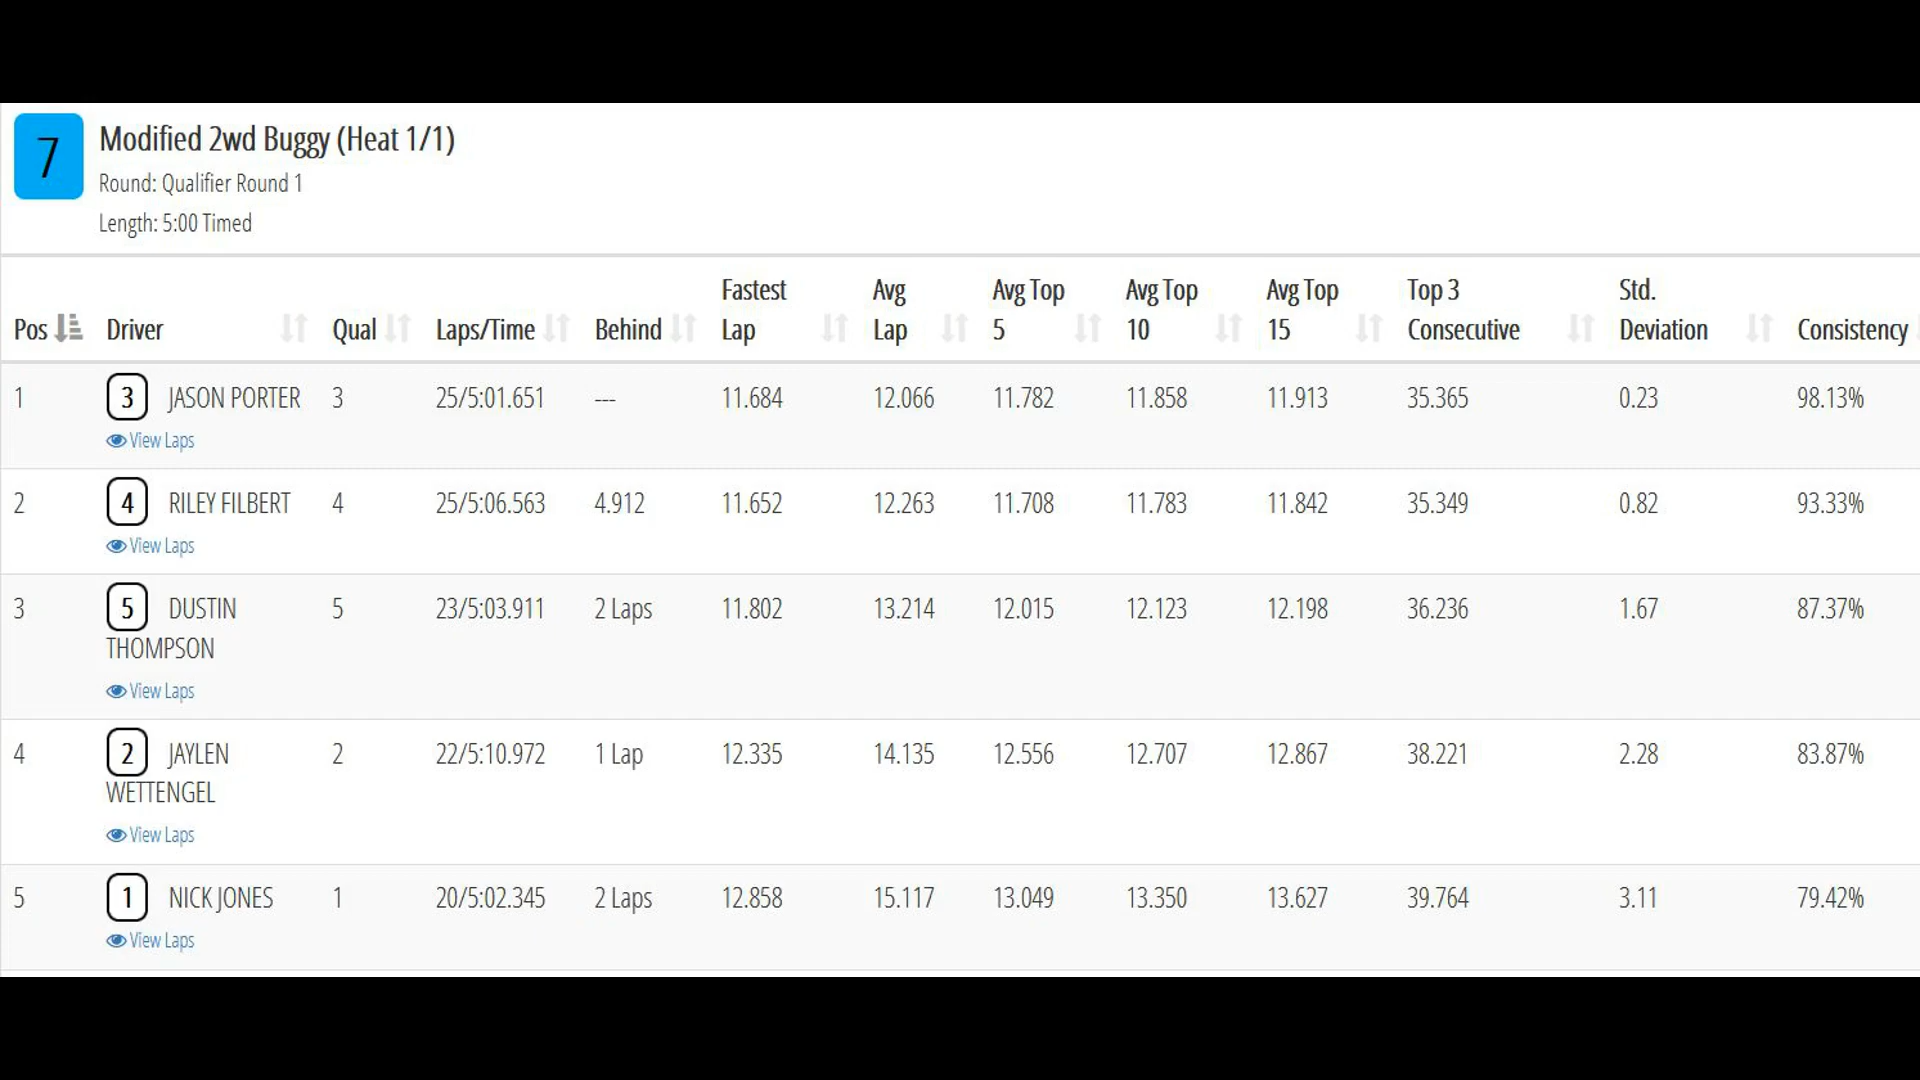 7
Modified 2wd Buggy (Heat 1/1)
Round: Qualifier Round 1
Length: 5:00 Timed
Pos Driver Qual Laps/Time Behind Fastest Lap Avg Lap Avg Top 5 Avg Top 10 Avg Top 15 Top 3 Consecutive Std. Deviation Consistency
1 3 JASON PORTER 3 25/5:01.651 --- 11.684 12.066 11.782 11.858 11.913 35.365 0.23 98.13%
View Laps
2 4 RILEY FILBERT 4 25/5:06.563 4.912 11.652 12.263 11.708 11.783 11.842 35.349 0.82 93.33%
View Laps
3 5 DUSTIN 5 23/5:03.911 2 Laps 11.802 13.214 12.015 12.123 12.198 36.236 1.67 87.37%
THOMPSON
View Laps
4 2 JAYLEN 2 22/5:10.972 1 Lap 12.335 14.135 12.556 12.707 12.867 38.221 2.28 83.87%
WETTENGEL
View Laps
5 1 NICK JONES 1 20/5:02.345 2 Laps 12.858 15.117 13.049 13.350 13.627 39.764 3.11 79.42%
View Laps